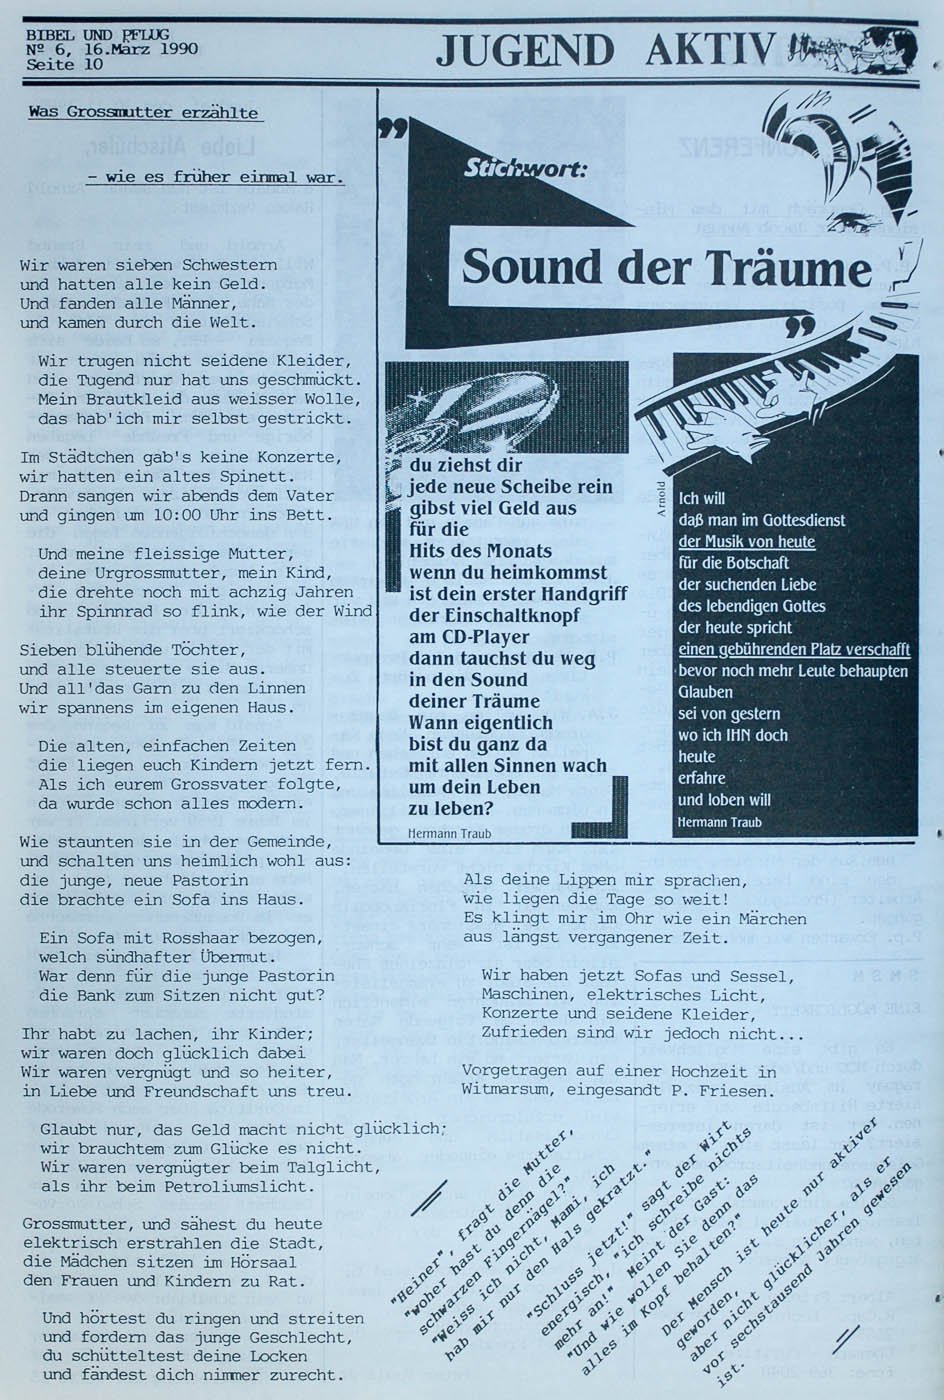 BIBEL UND PFLUG
Nº 6, 16.März 1990
Seite 10
JUGEND AKTIV
Was Grossmutter erzählte
- wie es früher einmal war.
Wir waren sieben Schwestern
und hatten alle kein Geld.
Und fanden alle Männer,
und kamen durch die Welt.
Wir trugen nicht seidene Kleider,
die Tugend nur hat uns geschmückt.
Mein Brautkleid aus weisser Wolle,
das hab'ich mir selbst gestrickt.
Im Städtchen gab's keine Konzerte,
wir hatten ein altes Spinett.
Drann sangen wir abends dem Vater
und gingen um 10:00 Uhr ins Bett.
Und meine fleissige Mutter,
deine Urgrossmutter, mein Kind,
die drehte noch mit achzig Jahren
ihr Spinnrad so flink, wie der Wind.
Sieben blühende Töchter,
und alle steuerte sie aus.
Und all'das Garn zu den Linnen
wir spannens im eigenen Haus.
Die alten, einfachen Zeiten
die liegen euch Kindern jetzt fern.
Als ich eurem Grossvater folgte,
da wurde schon alles modern.
Wie staunten sie in der Gemeinde,
und schalten uns heimlich wohl aus:
die junge, neue Pastorin
die brachte ein Sofa ins Haus.
Ein Sofa mit Rosshaar bezogen,
welch sündhafter Übermut.
War denn für die junge Pastorin
die Bank zum Sitzen nicht gut?
Ihr habt zu lachen, ihr Kinder;
wir waren doch glücklich dabei
Wir waren vergnügt und so heiter,
in Liebe und Freundschaft uns treu.
Glaubt nur, das Geld macht nicht glücklich;
wir brauchtem zum Glücke es nicht.
Wir waren vergnügter beim Talglicht,
als ihr beim Petroliumslicht.
Grossmutter, und sähest du heute
elektrisch erstrahlen die Stadt,
die Mädchen sitzen im Hörsaal
den Frauen und Kindern zu Rat.
Und hörtest du ringen und streiten
und fordern das junge Geschlecht,
du schütteltest deine Locken
und fändest dich nimmer zurecht.
Als deine Lippen mir sprachen,
wie liegen die Tage so weit!
Es klingt mir im Ohr wie ein Märchen
aus längst vergangener Zeit.
Wir haben jetzt Sofas und Sessel,
Maschinen, elektrisches Licht,
Konzerte und seidene Kleider,
Zufrieden sind wir jedoch nicht...
Vorgetragen auf einer Hochzeit in
Witmarsum, eingesandt P. Friesen.
"
Stichwort:
Sound der Träume
"
du ziehst dir
jede neue Scheibe rein
gibst viel Geld aus
für die
Hits des Monats
wenn du heimkommst
ist dein erster Handgriff
der Einschaltknopf
am CD-Player
dann tauchst du weg
in den Sound
deiner Träume
Wann eigentlich
bist du ganz da
mit allen Sinnen wach
um dein Leben
zu leben?
Hermann Traub
Arnold
Ich will
daß man im Gottesdienst
der Musik von heute
für die Botschaft
der suchenden Liebe
des lebendigen Gottes
der heute spricht
einen gebührenden Platz verschafft
bevor noch mehr Leute behaupten
Glauben
sei von gestern
wo ich IHN doch
heute
erfahre
und loben will
Hermann Traub
"Heiner", fragt die Mutter,
"woher hast du denn die
schwarzen Fingernägel?"
"Weiss ich nicht, Mami, ich
hab mir nur den Hals gekratzt."
"Schluss jetzt!" sagt der Wirt
energisch, "ich schreibe nichts
mehr an!" Meint der Gast:
"Und wie wollen Sie denn das
alles im Kopf behalten?"
Der Mensch ist heute nur aktiver
geworden, aber nicht glücklicher, als er
vor sechstausend Jahren gewesen
ist.